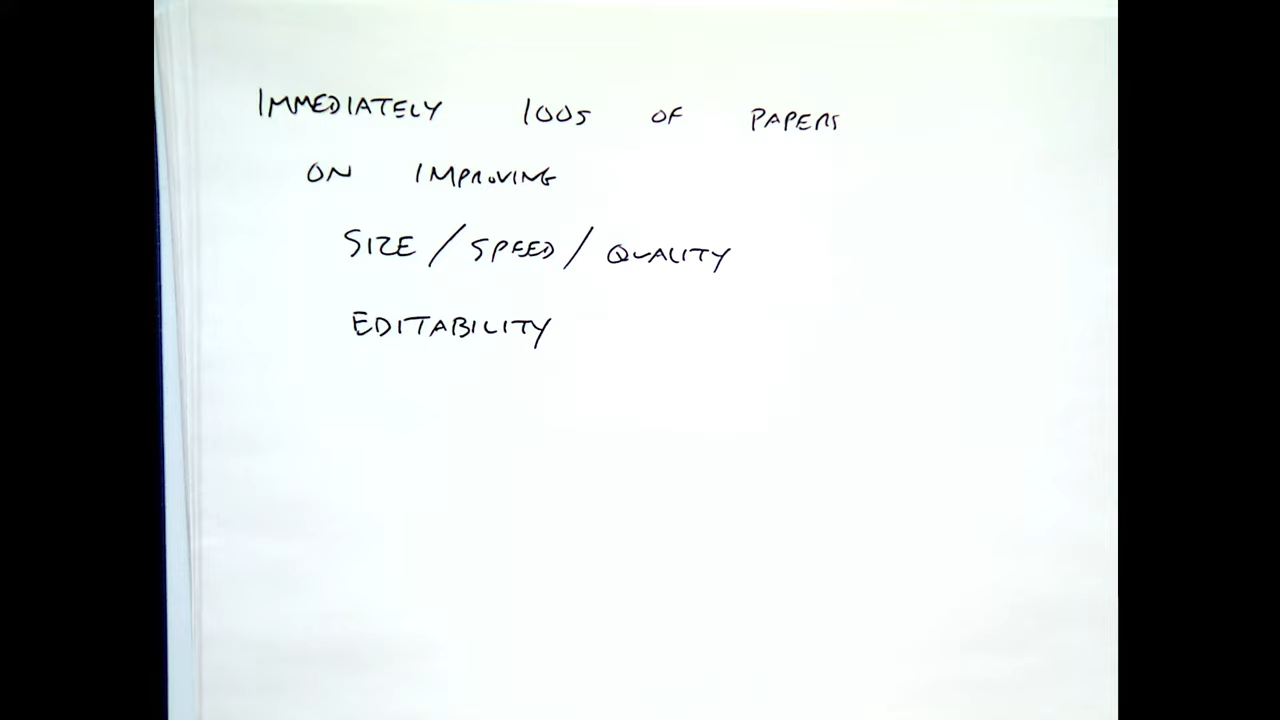 IMMEDIATELY 100S OF PAPERS
ON IMPROVING
SIZE / SPEED / QUALITY
EDITABILITY